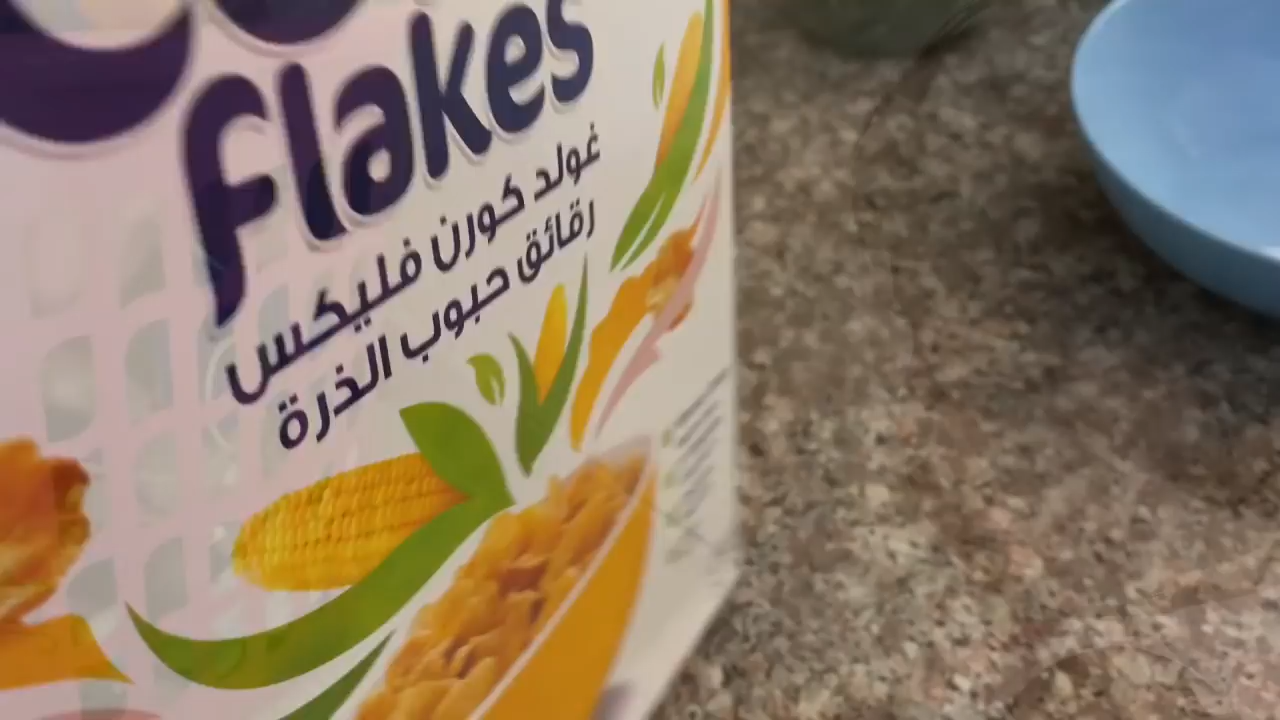 flakes
غولد كورن فليكس
رقائق حبوب الذرة